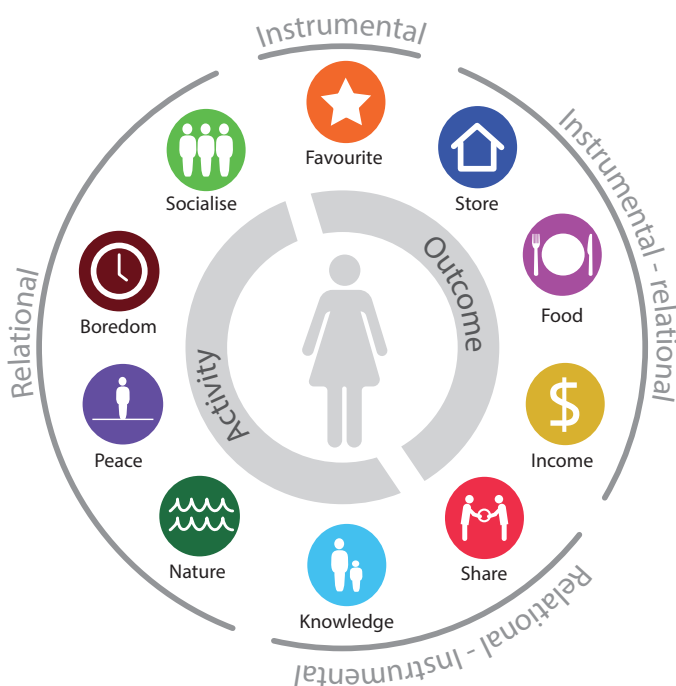 Instrumental
Favourite
Store
Food
Income
Share
Knowledge
Nature
Peace
Boredom
Socialise
Outcome
Activity
Instrumental - relational
Relational - Instrumental
Relational
$